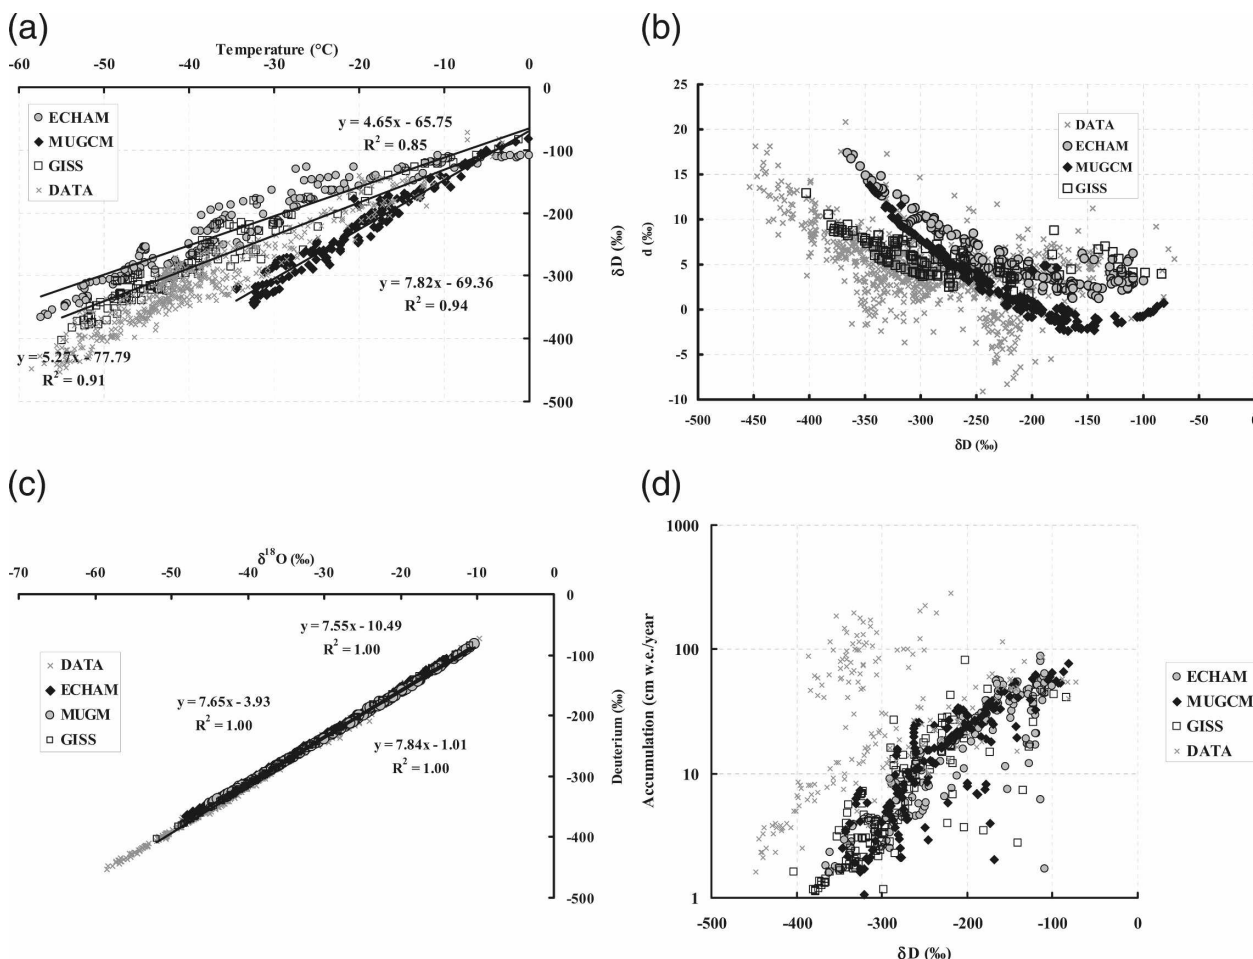 (a)
Temperature (°C)
-60 -50 -40 -30 -20 -10 0
0
-100
-200
-300
-400
-500
δD (‰)
ECHAM
MUGCM
GISS
DATA
y = 4.65x - 65.75
R² = 0.85
y = 7.82x - 69.36
R² = 0.94
y = 5.27x - 77.79
R² = 0.91
(b)
25
20
15
10
5
0
-5
-10
d (‰)
DATA
ECHAM
MUGCM
GISS
-500 -450 -400 -350 -300 -250 -200 -150 -100 -50 0
δD (‰)
(c)
δ¹⁸O (‰)
-70 -60 -50 -40 -30 -20 -10 0
0
-100
-200
-300
-400
-500
Deuterium (‰)
DATA
ECHAM
MUGM
GISS
y = 7.55x - 10.49
R² = 1.00
y = 7.65x - 3.93
R² = 1.00
y = 7.84x - 1.01
R² = 1.00
(d)
1000
100
10
1
Accumulation (cm w.e./year)
-500 -400 -300 -200 -100 0
δD (‰)
ECHAM
MUGCM
GISS
DATA